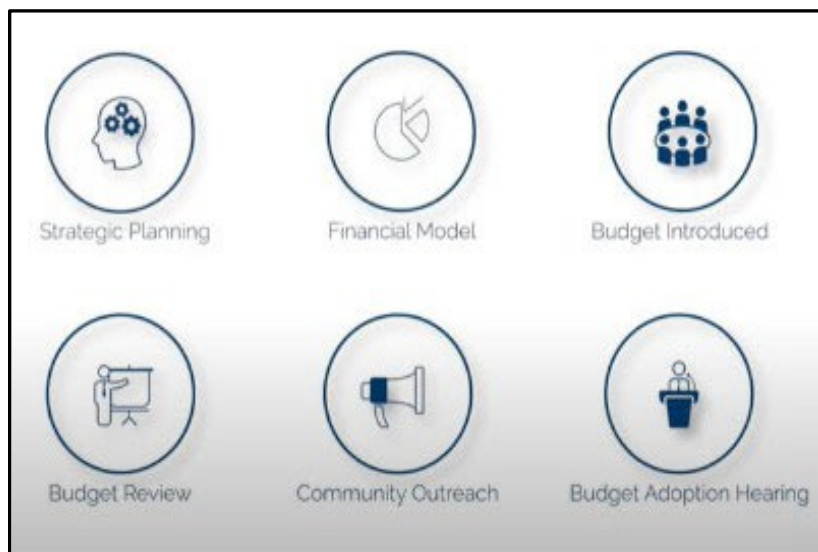 Strategic Planning
Financial Model
Budget Introduced
Budget Review
Community Outreach
Budget Adoption Hearing